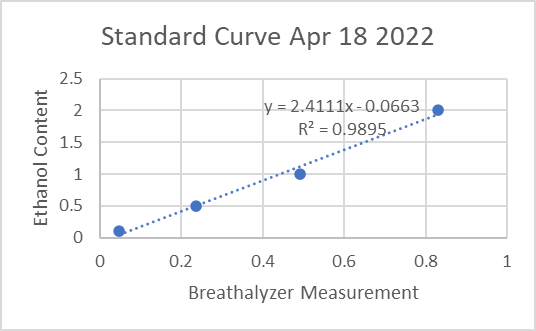 Standard Curve Apr 18 2022
2.5
y = 2.4111x - 0.0663
2
R² = 0.9895
1.5
1
0.5
0
Ethanol Content
0 0.2 0.4 0.6 0.8 1
Breathalyzer Measurement